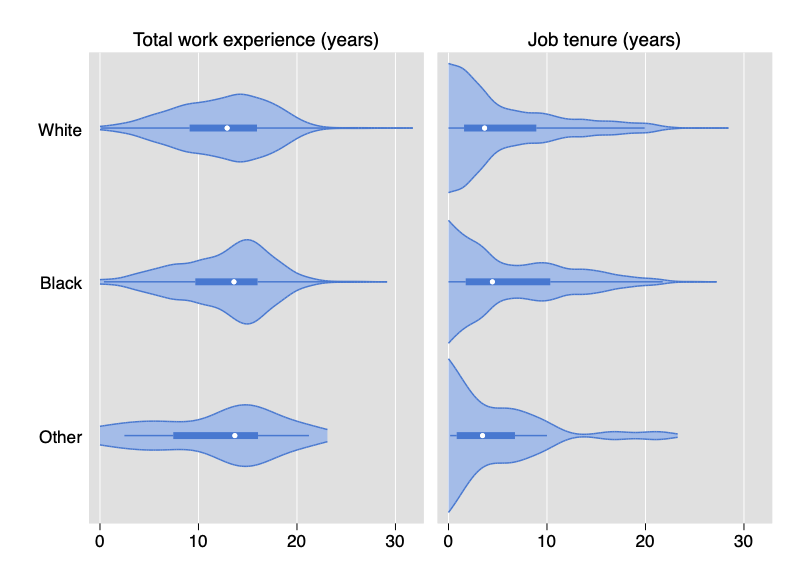 Total work experience (years)
Job tenure (years)
White
Black
Other
0 10 20 30
0 10 20 30